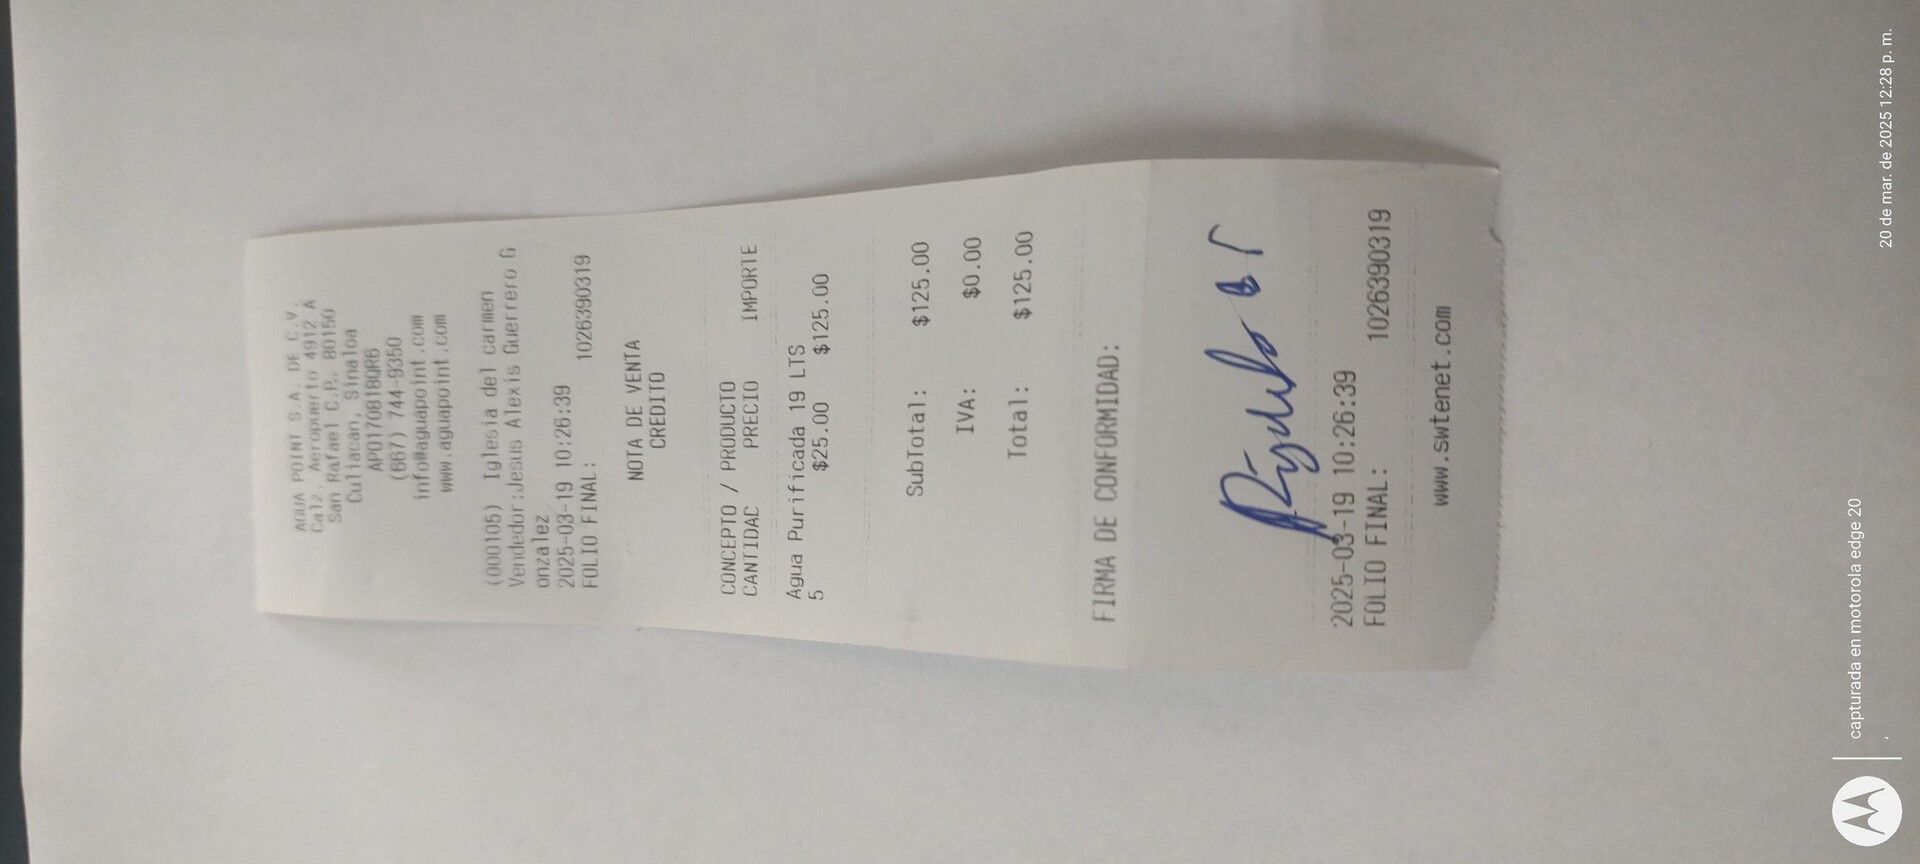 AGUA POINT S.A. DE C.V.
Calz. Aeropuerto 4912 A
San Rafael C.P. 80150
Culiacan, Sinaloa
APO170818QR6
(667) 744-9350
info@aguapoint.com
www.aguapoint.com
(000105) Iglesia del carmen
Vendedor:Jesus Alexis Guerrero G
onzalez
2025-03-19 10:26:39
FOLIO FINAL: 1026390319
NOTA DE VENTA
CREDITO
CONCEPTO / PRODUCTO
CANTIDAC PRECIO IMPORTE
Agua Purificada 19 LTS
5 $25.00 $125.00
SubTotal: $125.00
IVA: $0.00
Total: $125.00
FIRMA DE CONFORMIDAD:
2025-03-19 10:26:39
FOLIO FINAL: 1026390319
www.swtenet.com
capturada en motorola edge 20
20 de mar. de 2025 12:28 p. m.